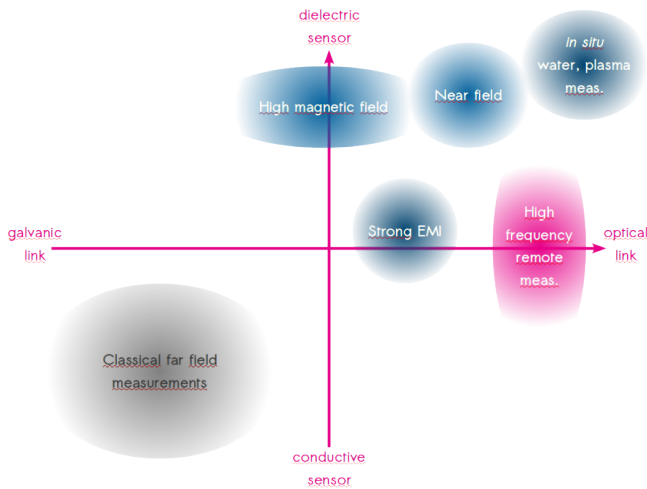 dielectric
sensor
in situ
water, plasma
meas.
Near field
High magnetic field
High
frequency
remote
meas.
Strong EMI
galvanic
link
optical
link
Classical far field
measurements
conductive
sensor